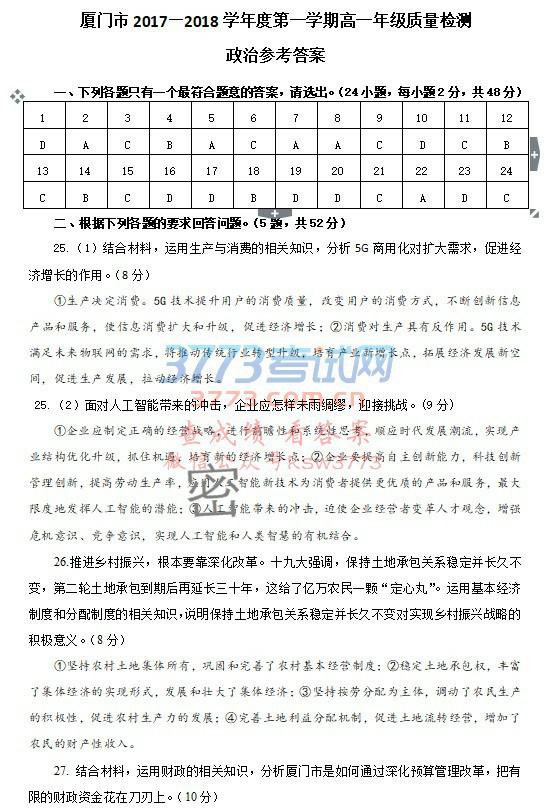 厦门市 2017—2018 学年度第一学期高一年级质量检测
政治参考答案
一、下列各题只有一个最符合题意的答案，请选出。（24 小题，每小题 2 分，共 48 分）
1 2 3 4 5 6 7 8 9 10 11 12
D A C B A C A A C D C B
13 14 15 16 17 18 19 20 21 22 23 24
C B C D D B D D C A D C
二、根据下列各题的要求回答问题。（5 题，共 52 分）
25.（1）结合材料，运用生产与消费的相关知识，分析 5G 商用化对扩大需求，促进经
济增长的作用。（8 分）
①生产决定消费。5G 技术提升用户的消费质量，改变用户的消费方式，不断创新信息
产品和服务，使信息消费扩大和升级，促进经济增长；②消费对生产具有反作用。5G 技术
满足未来物联网的需求，将推动传统行业转型升级，培育产业新增长点，拓展经济发展新空
间，促进生产发展，拉动经济增长。
3773考试网
3773.com.cn
25.（2）面对人工智能带来的冲击，企业应怎样未雨绸缪，迎接挑战。（9 分）
查成绩 看答案
①企业应制定正确的经营战略，进行前瞻性和系统性思考，顺应时代发展潮流，实现产
业结构优化升级，抓住机遇，培育新的经济增长点；②企业要提高自主创新能力，科技创新
微信公众号KSW3773
管理创新，提高劳动生产率，应用人工智能新技术为消费者提供更优质的产品和服务，最大
密
限度地发挥人工智能的潜能；③人工智能带来的冲击，迫使企业经营者变革人才观念，增强
危机意识、竞争意识，实现人工智能和人类智慧的有机结合。
26.推进乡村振兴，根本要靠深化改革。十九大强调，保持土地承包关系稳定并长久不
变，第二轮土地承包到期后再延长三十年，这给了亿万农民一颗“定心丸”。运用基本经济
制度和分配制度的相关知识，说明保持土地承包关系稳定并长久不变对实现乡村振兴战略的
积极意义。（8 分）
①坚持农村土地集体所有，巩固和完善了农村基本经营制度；②稳定土地承包权，丰富
了集体经济的实现形式，发展和壮大了集体经济；③坚持按劳分配为主体，调动了农民生产
的积极性，促进农村生产力的发展；④完善土地利益分配机制，促进土地流转经营，增加了
农民的财产性收入。
27. 结合材料，运用财政的相关知识，分析厦门市是如何通过深化预算管理改革，把有
限的财政资金花在刀刃上。（10 分）